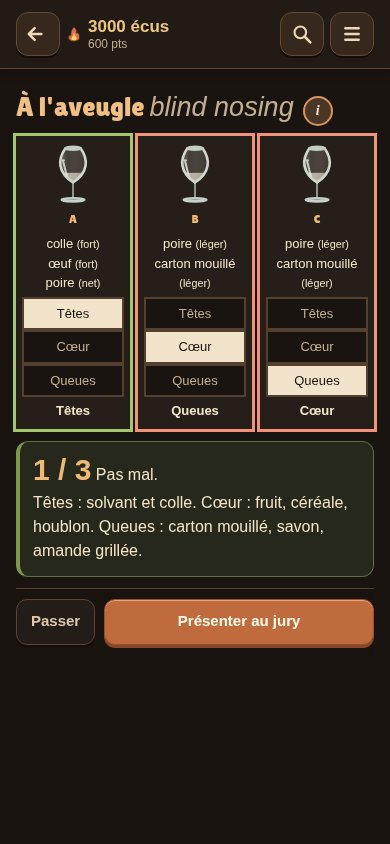 3000 écus
600 pts
À l'aveugle blind nosing i
A
colle (fort)
œuf (fort)
poire (net)
Têtes
Cœur
Queues
Têtes
B
poire (léger)
carton mouillé
(léger)
Têtes
Cœur
Queues
Queues
C
poire (léger)
carton mouillé
(léger)
Têtes
Cœur
Queues
Cœur
1 / 3 Pas mal.
Têtes : solvant et colle. Cœur : fruit, céréale,
houblon. Queues : carton mouillé, savon,
amande grillée.
Passer
Présenter au jury